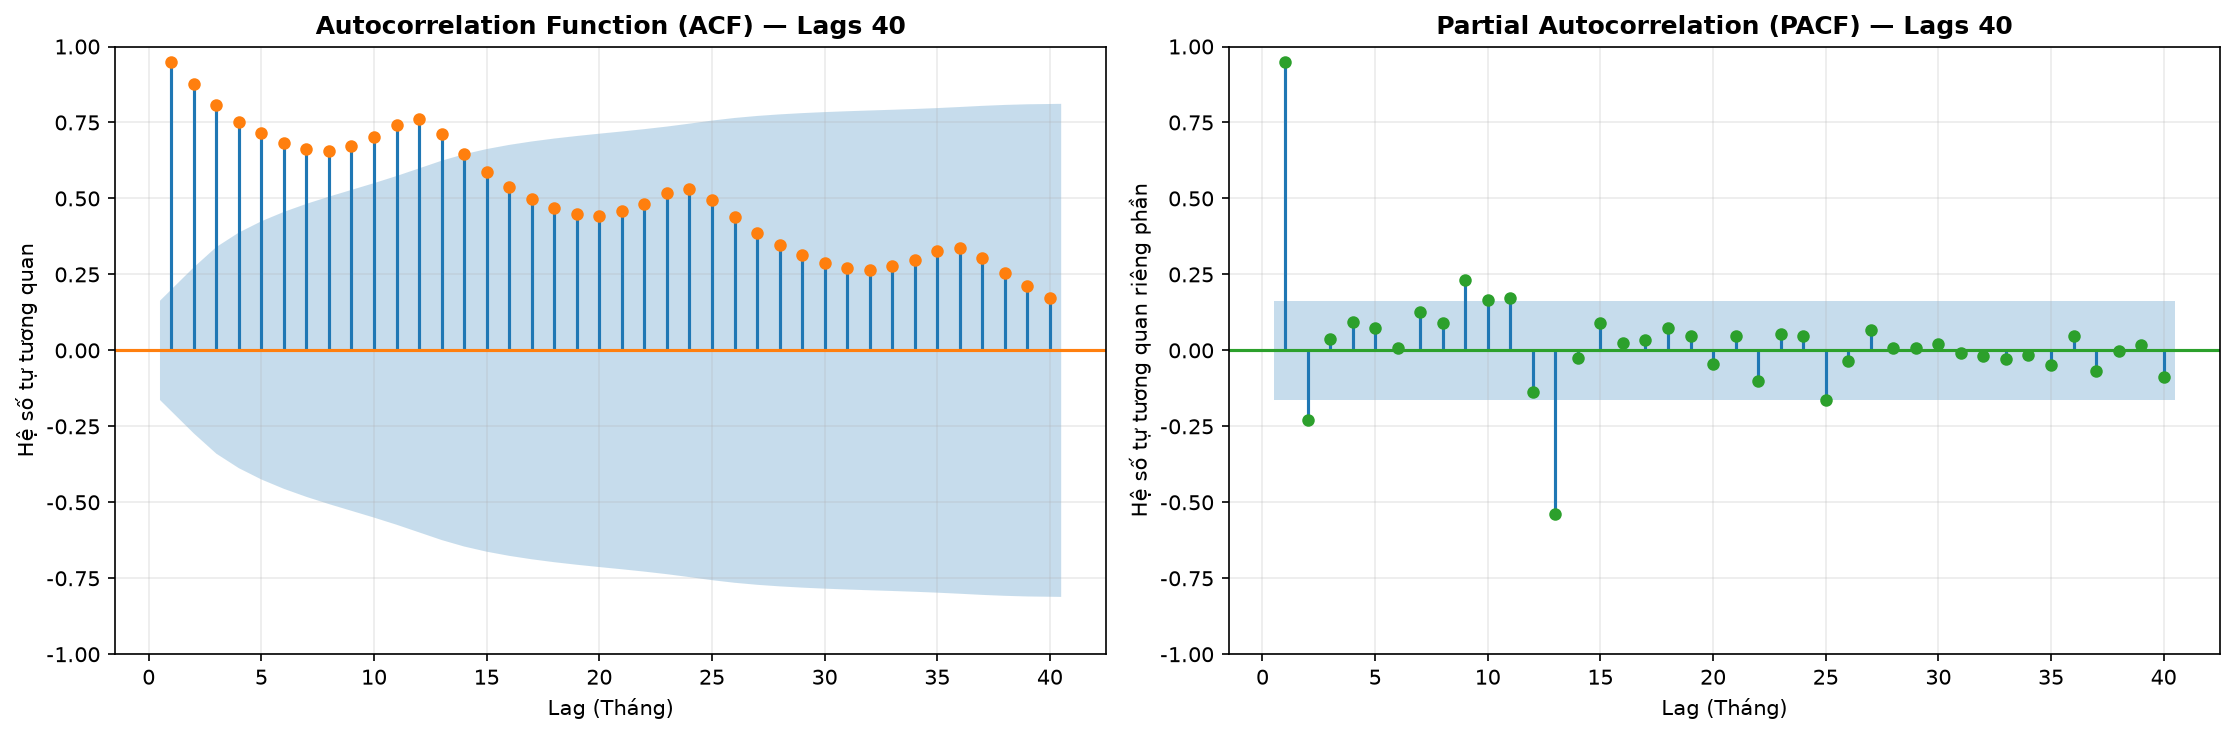 Autocorrelation Function (ACF) — Lags 40
Hệ số tự tương quan
1.00
0.75
0.50
0.25
0.00
-0.25
-0.50
-0.75
-1.00
0 5 10 15 20 25 30 35 40
Lag (Tháng)
Partial Autocorrelation (PACF) — Lags 40
Hệ số tự tương quan riêng phần
1.00
0.75
0.50
0.25
0.00
-0.25
-0.50
-0.75
-1.00
0 5 10 15 20 25 30 35 40
Lag (Tháng)